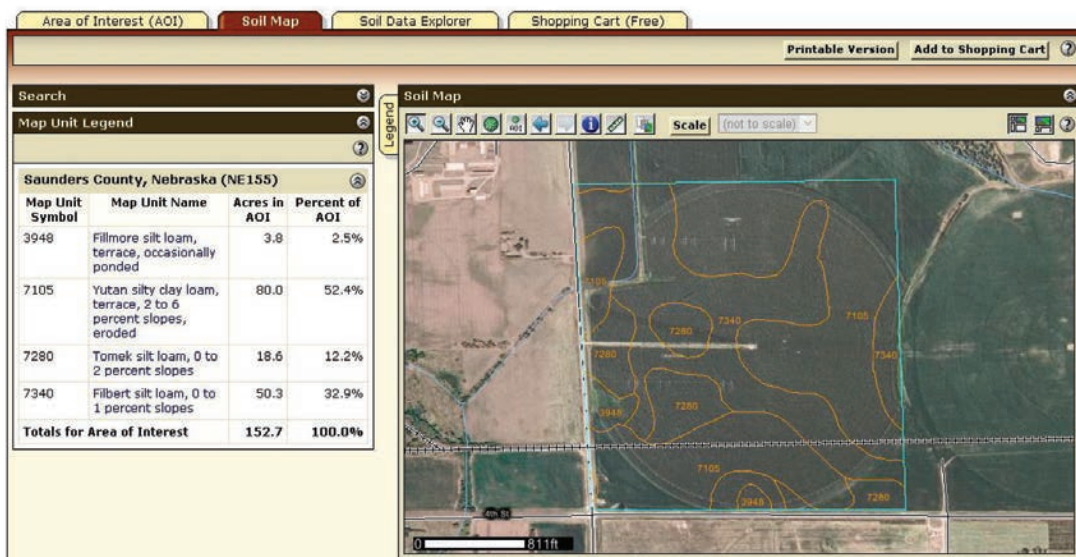 Area of Interest (AOI)
Soil Map
Soil Data Explorer
Shopping Cart (Free)
Printable Version
Add to Shopping Cart
Search
Map Unit Legend
Saunders County, Nebraska (NE155)
Map Unit Symbol
Map Unit Name
Acres in AOI
Percent of AOI
3948
Fillmore silt loam,
terrace, occasionally
ponded
3.8
2.5%
7105
Yutan silty clay loam,
terrace, 2 to 6
percent slopes,
eroded
80.0
52.4%
7280
Tomek silt loam, 0 to
2 percent slopes
18.6
12.2%
7340
Filbert silt loam, 0 to
1 percent slopes
50.3
32.9%
Totals for Area of Interest
152.7
100.0%
Legend
Soil Map
AOI
Scale
(not to scale)
7105
7105
7340
7280
7280
7340
7280
3948
7105
7280
3948
4th St
0
811ft